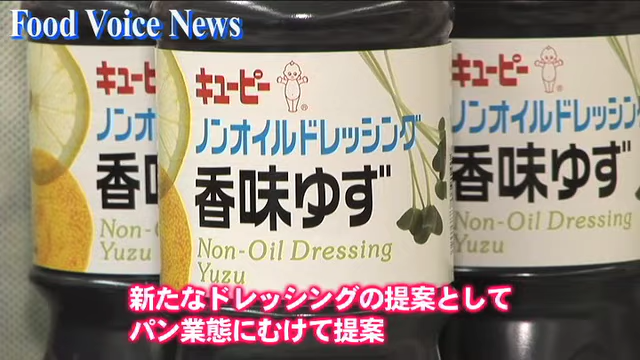 Food Voice News
キューピー
ノンオイルドレッシング
香味ゆず
Non-Oil Dressing
Yuzu
キューピー
®
ノンオイルドレッシング
香味ゆず
Non-Oil Dressing
Yuzu
キューピー
®
ノンオイルドレッシング
香味ゆず
Non-Oil Dressing
Yuzu
新たなドレッシングの提案として
パン業態にむけて提案